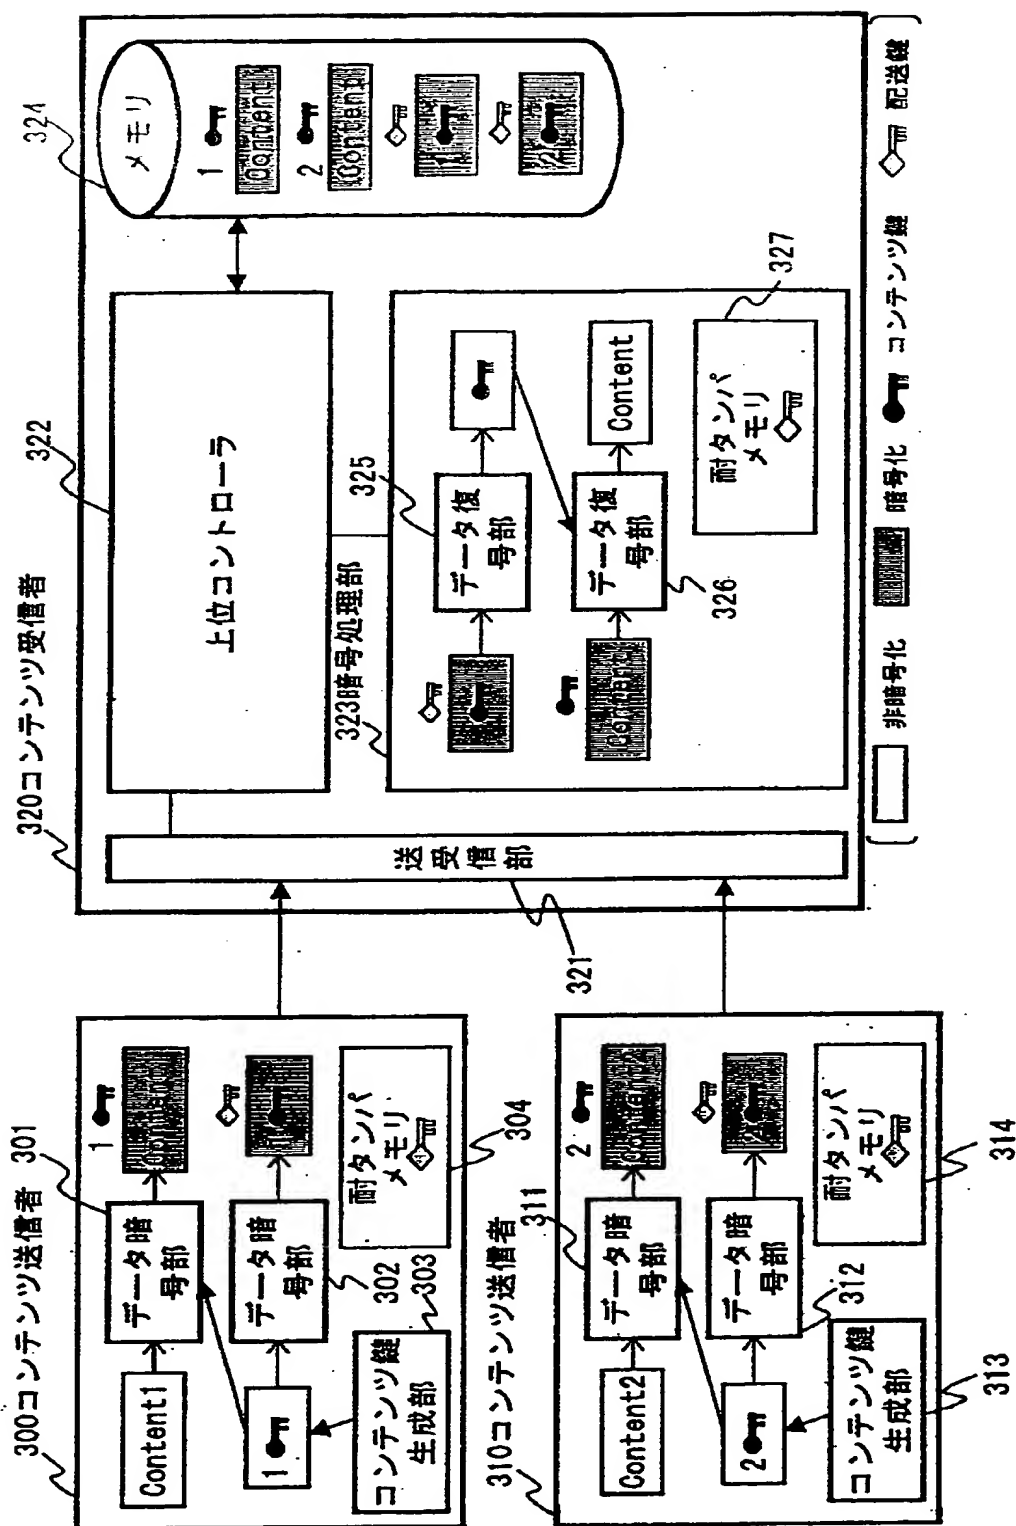 300コンテンツ送信者
301
Content1
データ暗
号部
1
Content1
1
データ暗
号部
302
コンテンツ鍵
生成部
303
耐タンパ
メモリ
304
310コンテンツ送信者
311
Content2
データ暗
号部
2
Content2
2
データ暗
号部
312
コンテンツ鍵
生成部
313
耐タンパ
メモリ
314
320コンテンツ受信者
321
送受信部
322
上位コントローラ
323暗号処理部
データ復
号部
325
Content
データ復
号部
326
Content
耐タンパ
メモリ
327
324
メモリ
1
Content
2
Content
1
2
非暗号化
暗号化
コンテンツ鍵
配送鍵